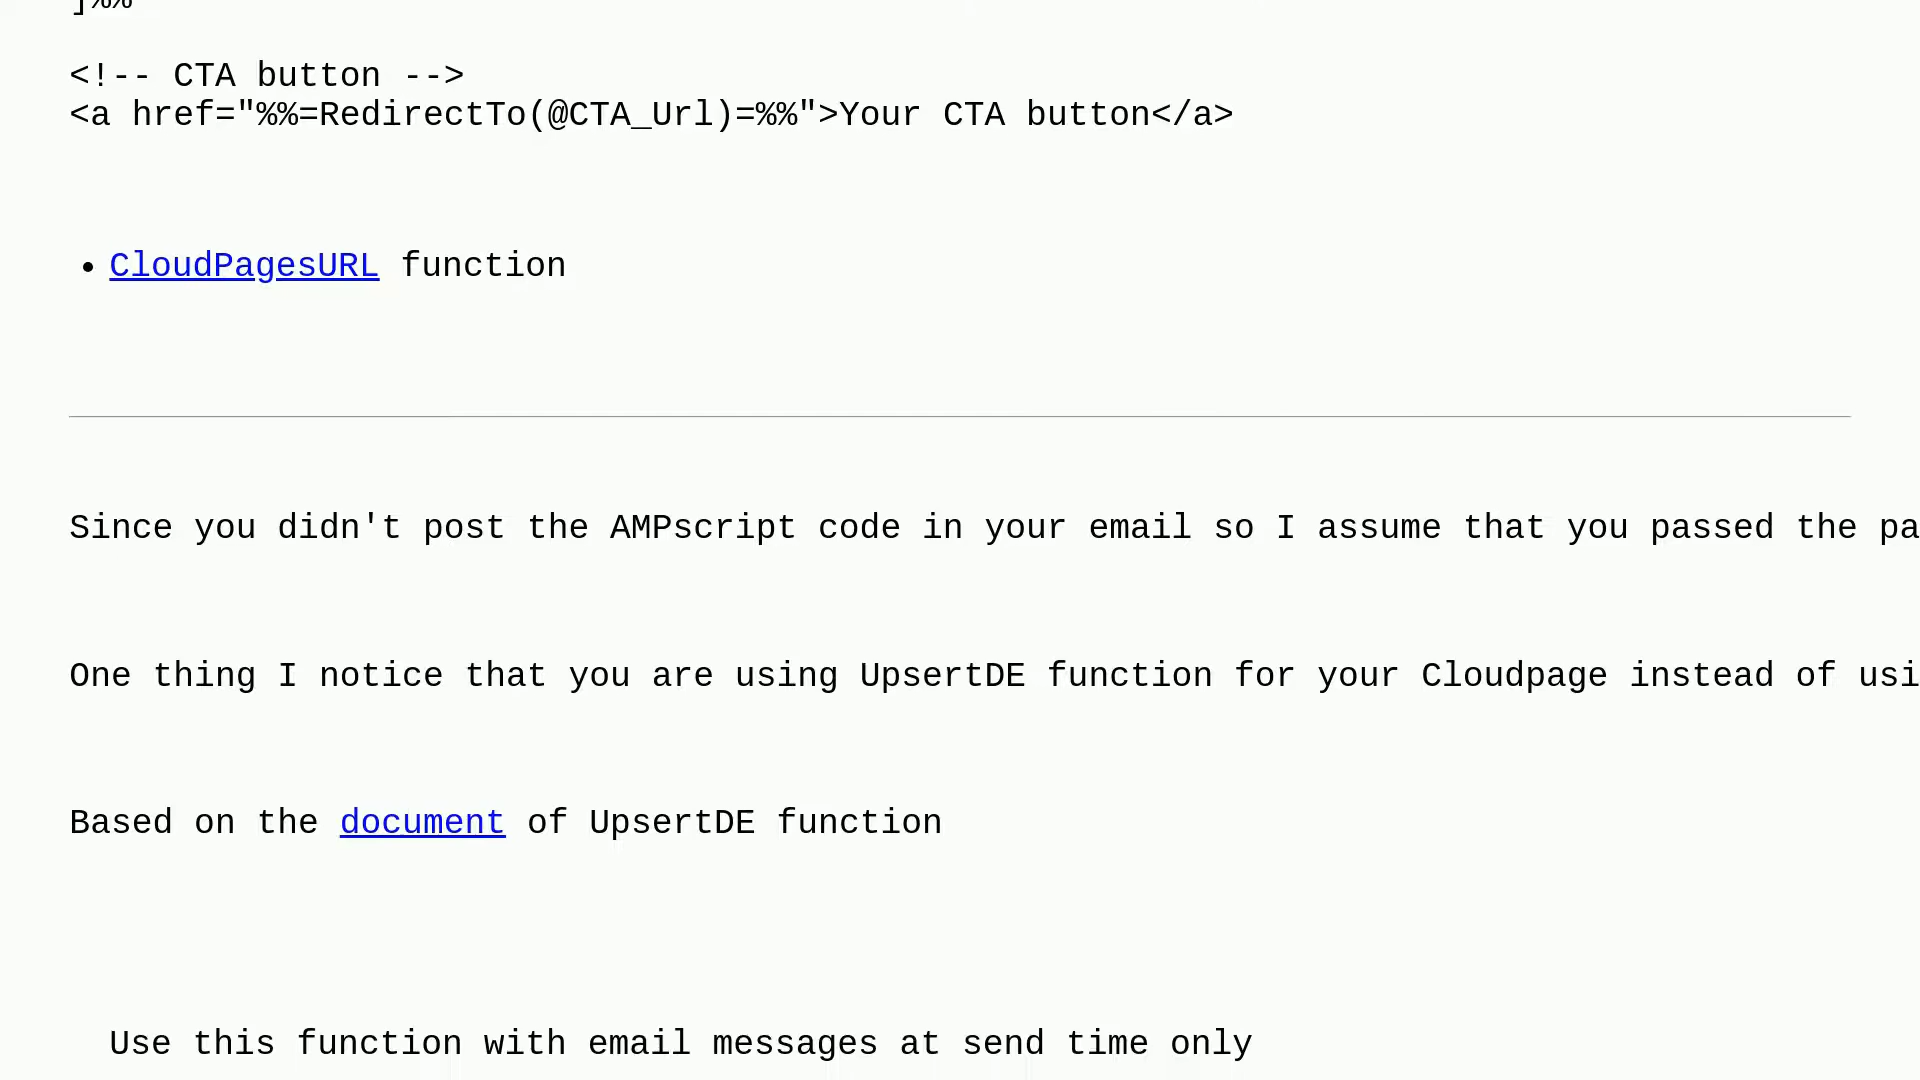 ]%%
<!-- CTA button -->
<a href="%%=RedirectTo(@CTA_Url)=%%">Your CTA button</a>
• CloudPagesURL function
Since you didn't post the AMPscript code in your email so I assume that you passed the pa
One thing I notice that you are using UpsertDE function for your Cloudpage instead of usi
Based on the document of UpsertDE function
Use this function with email messages at send time only